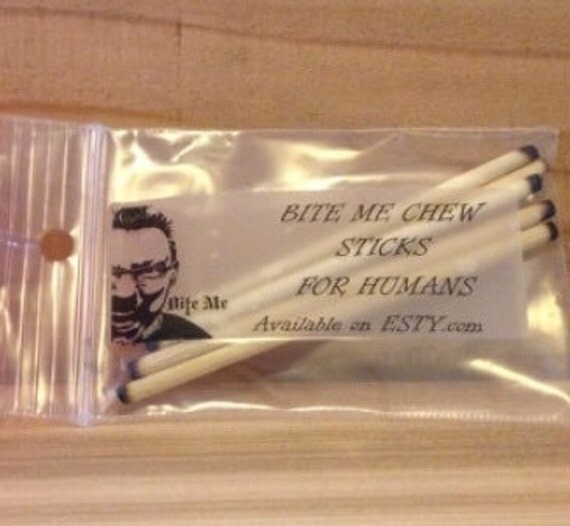 BITE ME CHEW
STICKS
FOR HUMANS
Bite Me
Available on ESTY.com